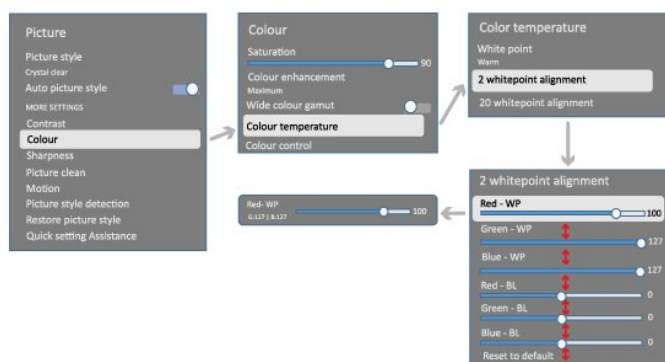 Picture
Picture style
Crystal clear
Auto picture style
MORE SETTINGS
Contrast
Colour
Sharpness
Picture clean
Motion
Picture style detection
Restore picture style
Quick setting Assistance
Colour
Saturation
90
Colour enhancement
Maximum
Wide colour gamut
Colour temperature
Colour control
Color temperature
White point
Warm
2 whitepoint alignment
20 whitepoint alignment
2 whitepoint alignment
Red - WP
100
Green - WP
127
Blue - WP
127
Red - BL
0
Green - BL
0
Blue - BL
0
Reset to default
Red- WP
G:127 | B:127
100